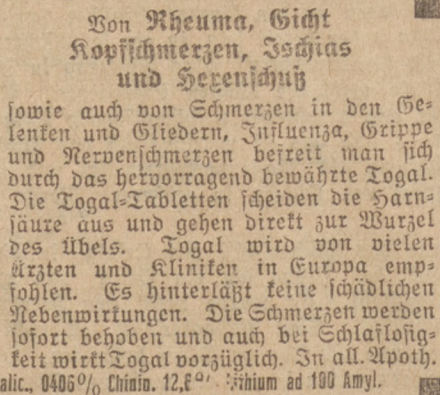 Von Rheuma, Gicht
Kopfschmerzen, Ischias
und Hexenschuß
sowie auch von Schmerzen in den Ge-
lenken und Gliedern, Influenza, Grippe
und Nervenschmerzen befreit man sich
durch das hervorragend bewährte Togal.
Die Togal-Tabletten scheiden die Harn-
säure aus und gehen direkt zur Wurzel
des Übels. Togal wird von vielen
Ärzten und Kliniken in Europa emp-
fohlen. Es hinterläßt keine schädlichen
Nebenwirkungen. Die Schmerzen werden
sofort behoben und auch bei Schlaflosig-
keit wirkt Togal vorzüglich. In all. Apoth.
alic., 0406% Chinin. ad 100 Amyl.